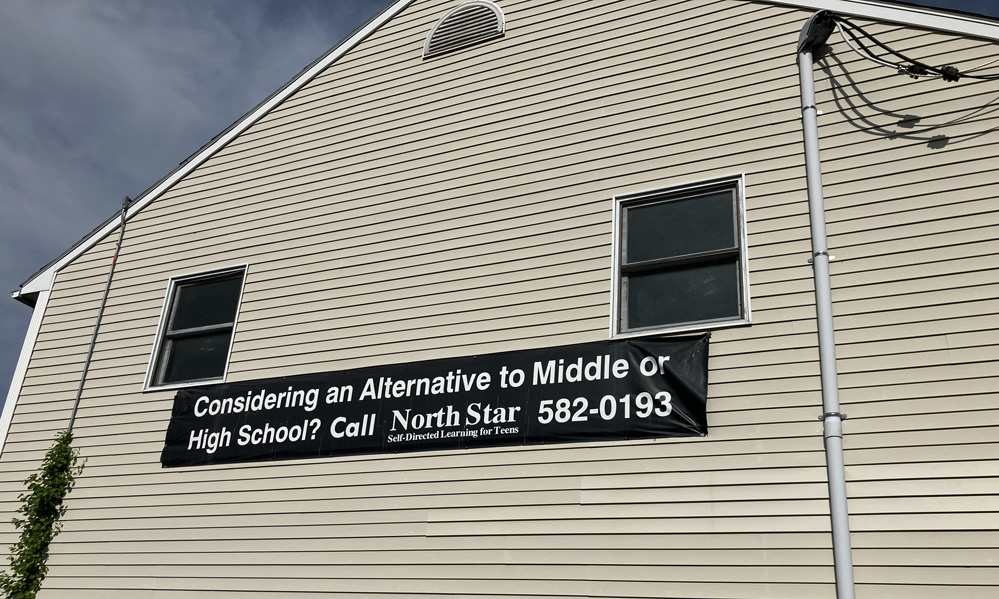 Considering an Alternative to Middle or
High School? Call North Star 582-0193
Self-Directed Learning for Teens